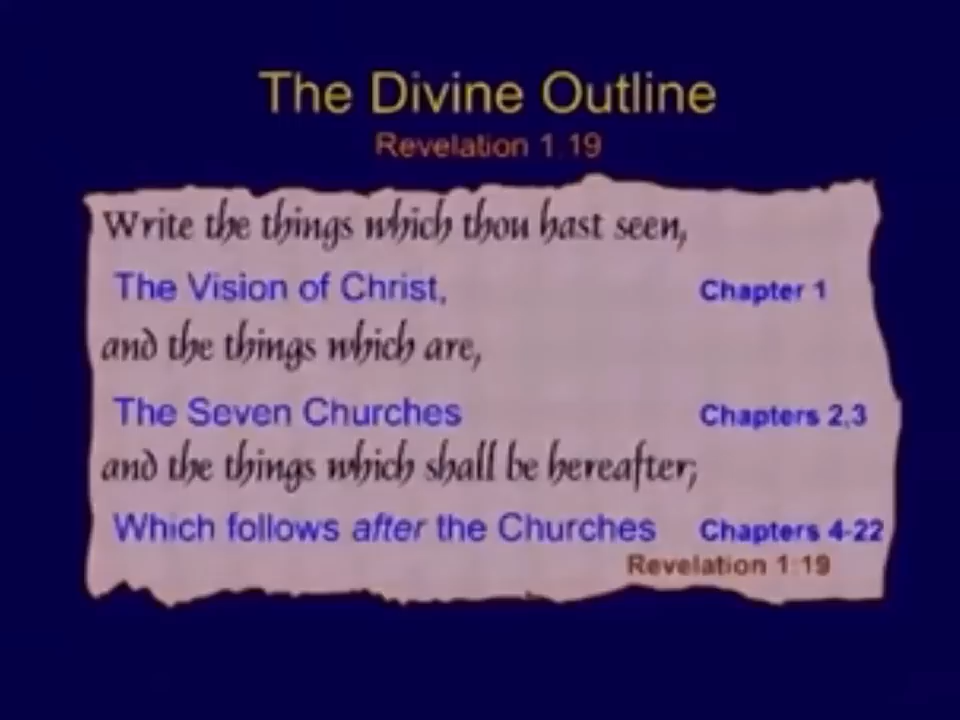 The Divine Outline
Revelation 1:19
Write the things which thou hast seen,
The Vision of Christ,
Chapter 1
and the things which are,
The Seven Churches
Chapters 2,3
and the things which shall be hereafter;
Which follows after the Churches
Chapters 4-22
Revelation 1:19